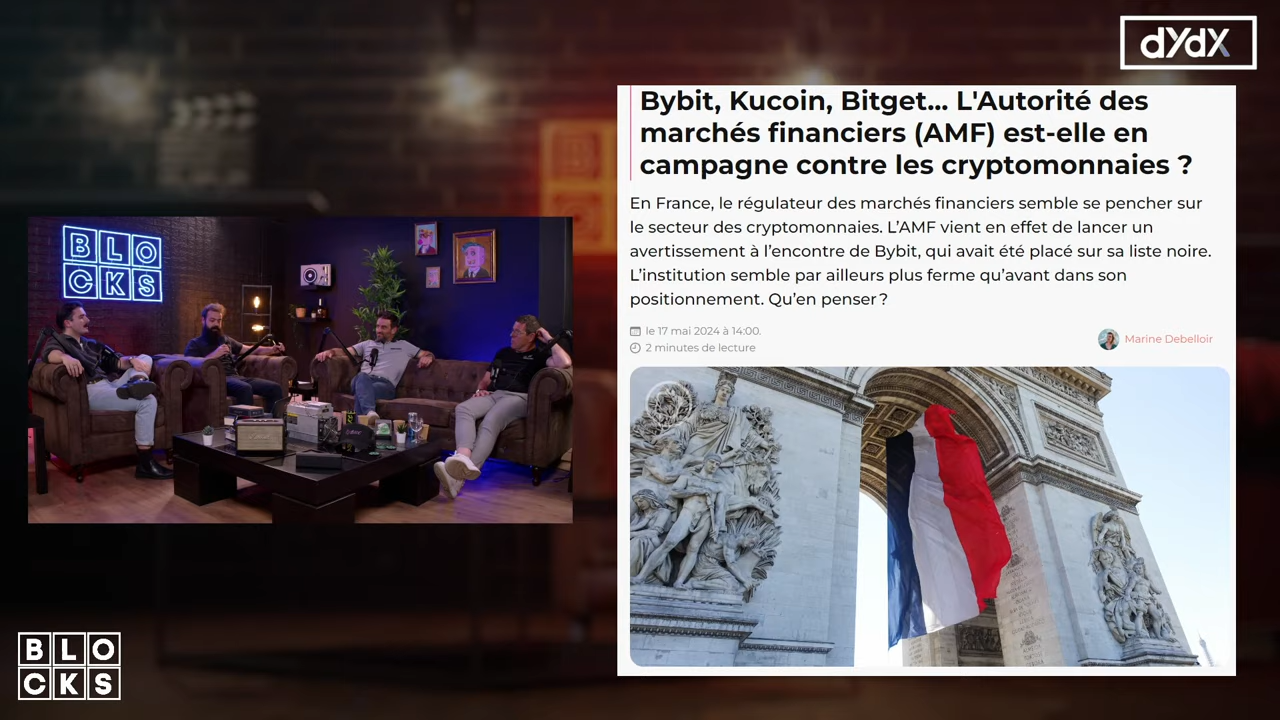 dYdX
Bybit, Kucoin, Bitget... L'Autorité des
marchés financiers (AMF) est-elle en
campagne contre les cryptomonnaies ?
En France, le régulateur des marchés financiers semble se pencher sur
le secteur des cryptomonnaies. L’AMF vient en effet de lancer un
avertissement à l’encontre de Bybit, qui avait été placé sur sa liste noire.
L’institution semble par ailleurs plus ferme qu’avant dans son
positionnement. Qu’en penser ?
le 17 mai 2024 à 14:00.
2 minutes de lecture
Marine Debelloir
BLO
CKS
BLO
CKS